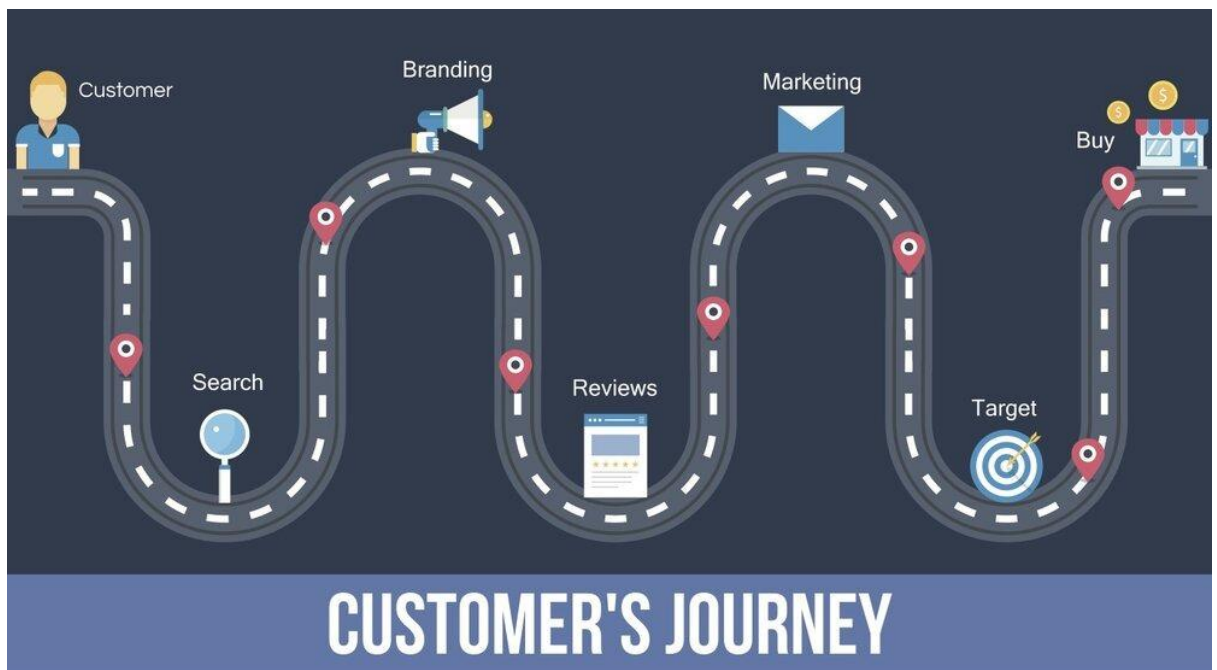 Customer
Search
Branding
Reviews
Marketing
Target
Buy
$
$
CUSTOMER'S JOURNEY